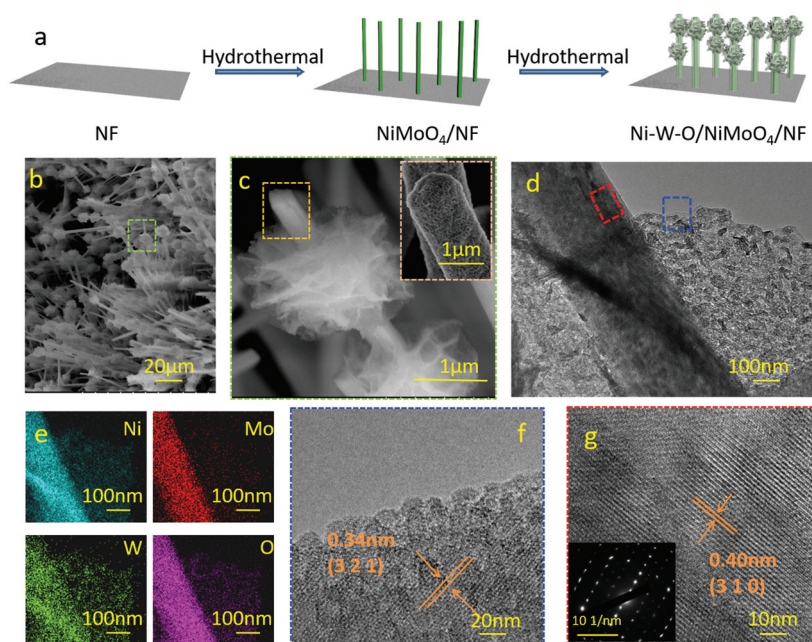 a
Hydrothermal
Hydrothermal
NF
NiMoO₄/NF
Ni-W-O/NiMoO₄/NF
b
20μm
c
1μm
1μm
d
100nm
e
Ni
100nm
Mo
100nm
W
100nm
O
100nm
f
0.34nm
(3 2 1)
20nm
g
0.40nm
(3 1 0)
10 1/nm
10nm